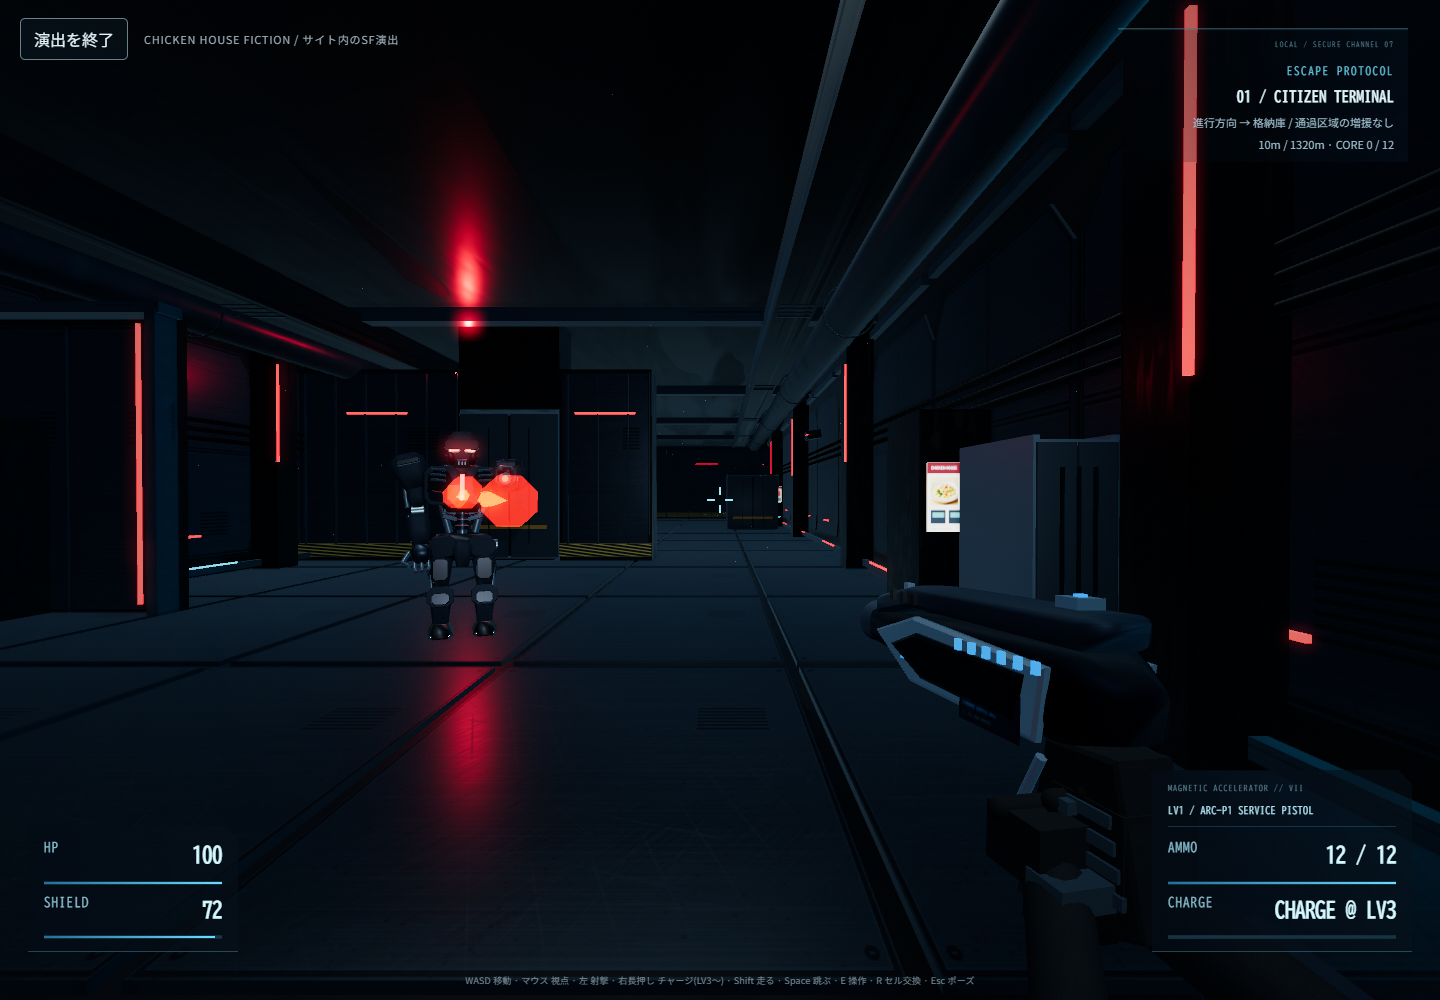 演出を終了
CHICKEN HOUSE FICTION / サイト内のSF演出
LOCAL / SECURE CHANNEL 07
ESCAPE PROTOCOL
01 / CITIZEN TERMINAL
進行方向 → 格納庫 / 通過区域の増援なし
10m / 1320m · CORE 0 / 12
HP
100
SHIELD
72
MAGNETIC ACCELERATOR // VII
LV1 / ARC-P1 SERVICE PISTOL
AMMO
12 / 12
CHARGE
CHARGE @ LV3
WASD 移動 · マウス 視点 · 左 射撃 · 右長押し チャージ(LV3〜) · Shift 走る · Space 跳ぶ · E 操作 · R セル交換 · Esc ポーズ